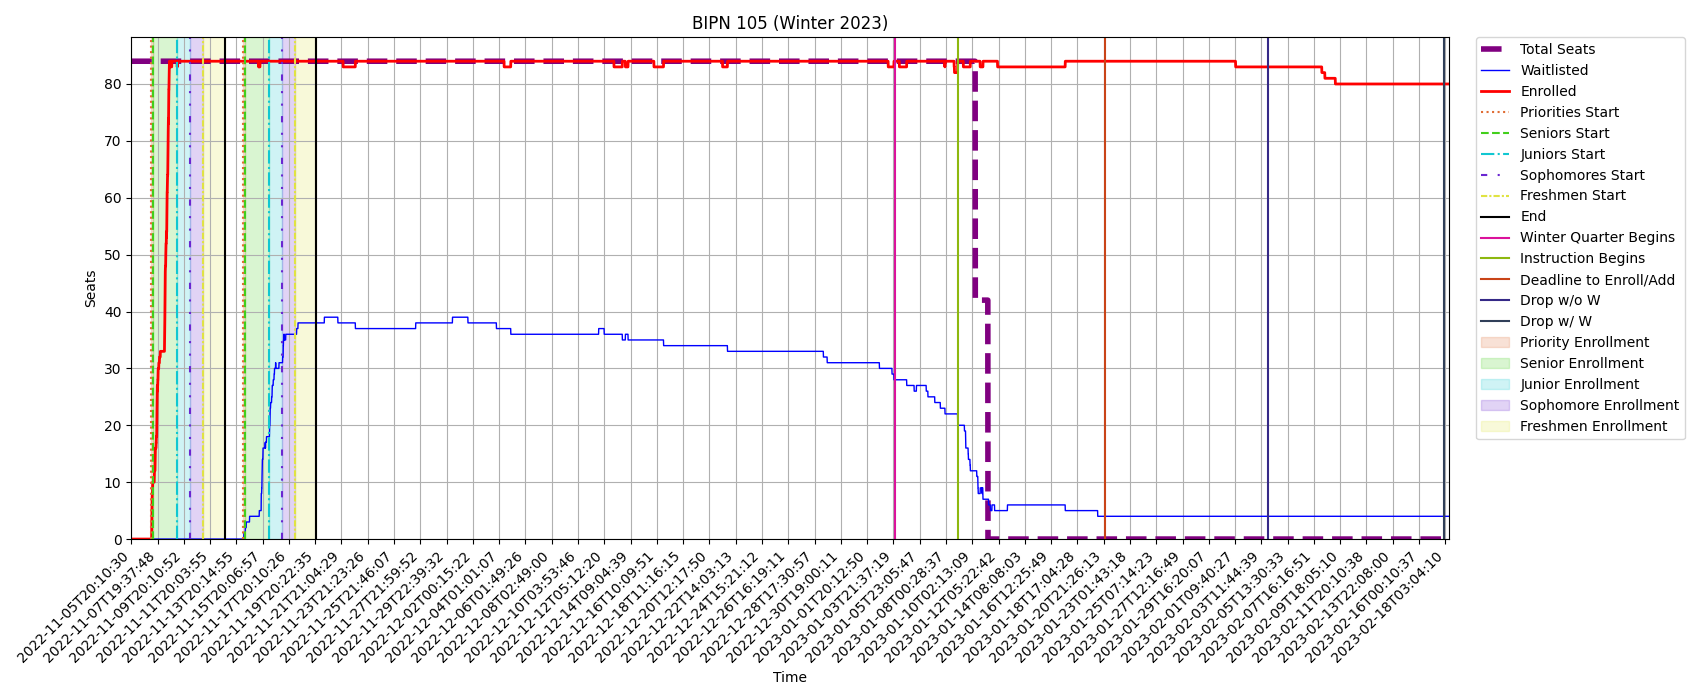 BIPN 105 (Winter 2023)
Seats
80
70
60
50
40
30
20
10
0
2022-11-05T20:10:30
2022-11-07T19:37:48
2022-11-09T20:10:52
2022-11-11T20:03:55
2022-11-13T20:14:55
2022-11-15T20:06:57
2022-11-17T20:10:26
2022-11-19T20:22:35
2022-11-21T21:04:29
2022-11-23T21:23:26
2022-11-25T21:46:07
2022-11-27T21:59:52
2022-11-29T22:39:32
2022-12-02T00:15:22
2022-12-04T01:01:07
2022-12-06T01:49:26
2022-12-08T02:49:00
2022-12-10T03:53:46
2022-12-12T05:12:20
2022-12-14T09:04:39
2022-12-16T10:09:51
2022-12-18T11:16:15
2022-12-20T12:17:50
2022-12-22T14:03:13
2022-12-24T15:21:12
2022-12-26T16:19:11
2022-12-28T17:30:57
2022-12-30T19:00:11
2023-01-01T20:12:50
2023-01-03T21:37:19
2023-01-05T23:05:47
2023-01-08T00:28:37
2023-01-10T02:13:09
2023-01-12T05:22:42
2023-01-14T08:08:03
2023-01-16T12:25:49
2023-01-18T17:04:28
2023-01-20T21:26:13
2023-01-23T01:43:18
2023-01-25T07:14:23
2023-01-27T12:16:49
2023-01-29T16:20:07
2023-02-01T09:40:27
2023-02-03T11:44:39
2023-02-05T13:30:33
2023-02-07T16:16:51
2023-02-09T18:05:10
2023-02-11T20:10:38
2023-02-13T22:08:00
2023-02-16T00:10:37
2023-02-18T03:04:10
Time
Total Seats
Waitlisted
Enrolled
Priorities Start
Seniors Start
Juniors Start
Sophomores Start
Freshmen Start
End
Winter Quarter Begins
Instruction Begins
Deadline to Enroll/Add
Drop w/o W
Drop w/ W
Priority Enrollment
Senior Enrollment
Junior Enrollment
Sophomore Enrollment
Freshmen Enrollment